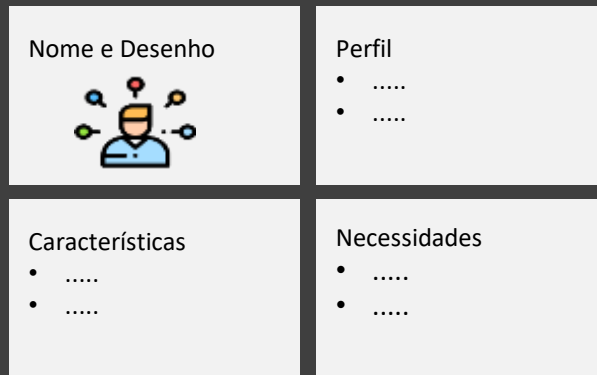 Nome e Desenho
Perfil
• .....
• .....
Características
• .....
• .....
Necessidades
• .....
• .....